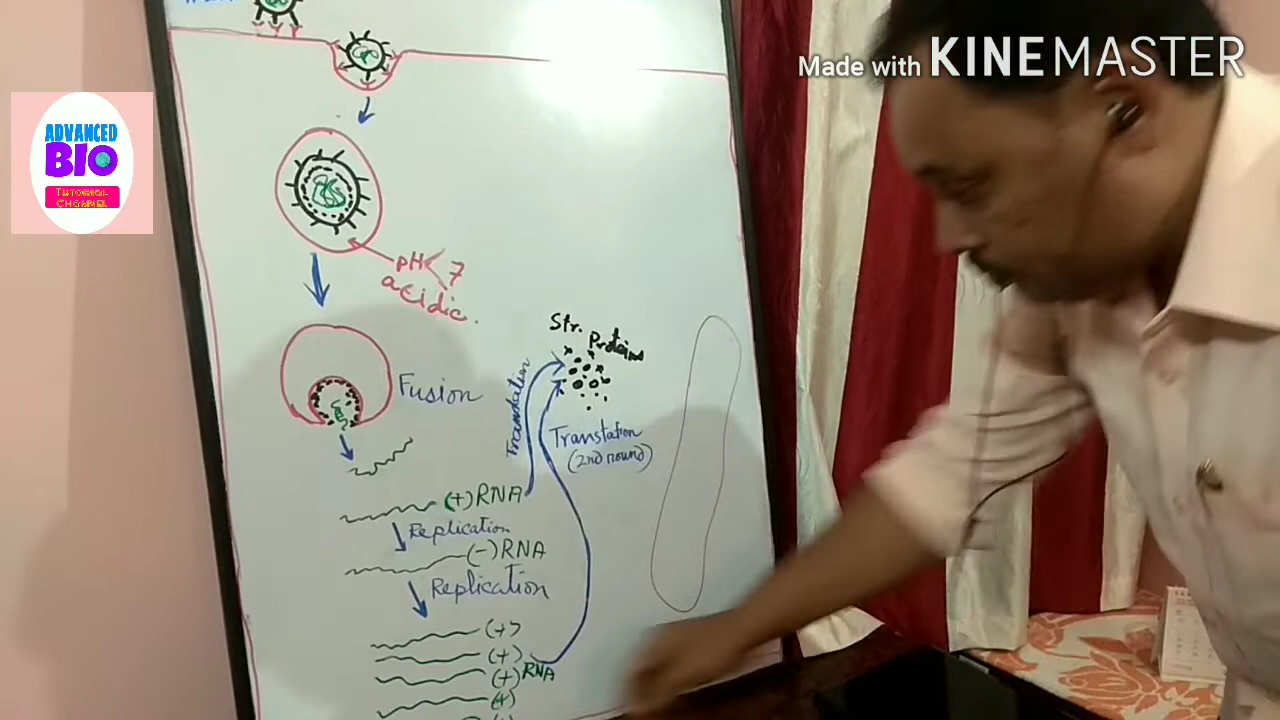 Made with KINEMASTER
ADVANCED
BIO
TUTORIAL
CHANNEL
pH < 7
acidic.
Fusion
Str. Proteins
Translation
Translation
(2nd round)
(+) RNA
Replication
(-) RNA
Replication
(+)
(+)
(+) RNA
(+)